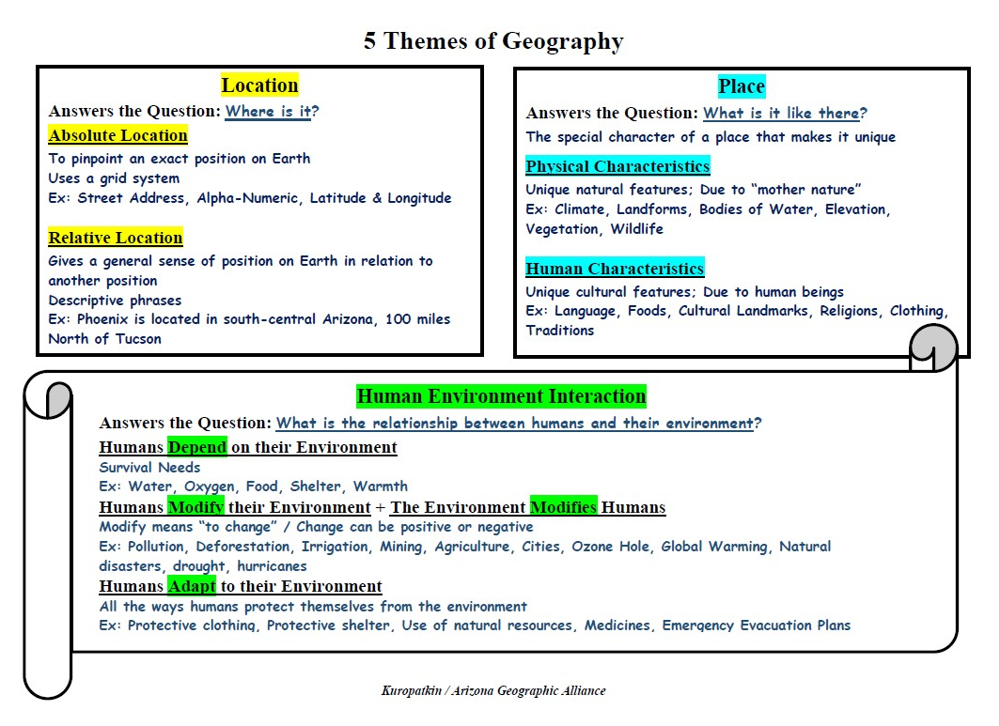 5 Themes of Geography
Location
Answers the Question: Where is it?
Absolute Location
To pinpoint an exact position on Earth
Uses a grid system
Ex: Street Address, Alpha-Numeric, Latitude & Longitude
Relative Location
Gives a general sense of position on Earth in relation to
another position
Descriptive phrases
Ex: Phoenix is located in south-central Arizona, 100 miles
North of Tucson
Place
Answers the Question: What is it like there?
The special character of a place that makes it unique
Physical Characteristics
Unique natural features; Due to “mother nature”
Ex: Climate, Landforms, Bodies of Water, Elevation,
Vegetation, Wildlife
Human Characteristics
Unique cultural features; Due to human beings
Ex: Language, Foods, Cultural Landmarks, Religions, Clothing,
Traditions
Human Environment Interaction
Answers the Question: What is the relationship between humans and their environment?
Humans Depend on their Environment
Survival Needs
Ex: Water, Oxygen, Food, Shelter, Warmth
Humans Modify their Environment + The Environment Modifies Humans
Modify means “to change” / Change can be positive or negative
Ex: Pollution, Deforestation, Irrigation, Mining, Agriculture, Cities, Ozone Hole, Global Warming, Natural
disasters, drought, hurricanes
Humans Adapt to their Environment
All the ways humans protect themselves from the environment
Ex: Protective clothing, Protective shelter, Use of natural resources, Medicines, Emergency Evacuation Plans
Kuropatkin / Arizona Geographic Alliance